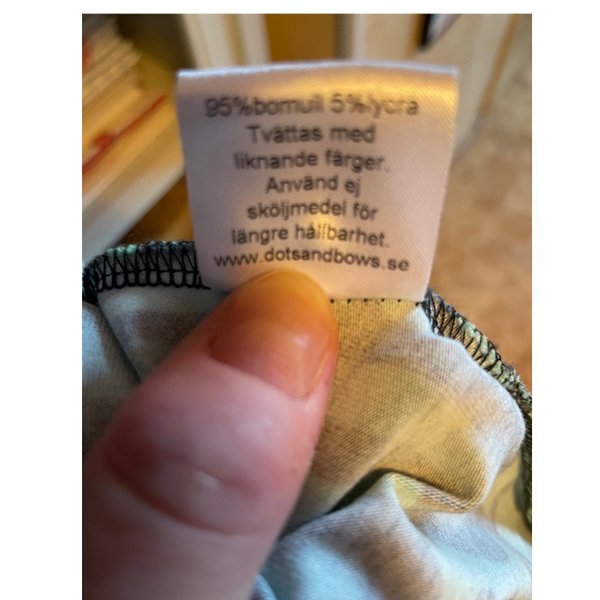 95%bomull 5%lycra
Tvättas med
liknande färger.
Använd ej
sköljmedel för
längre hållbarhet.
www.dotsandbows.se